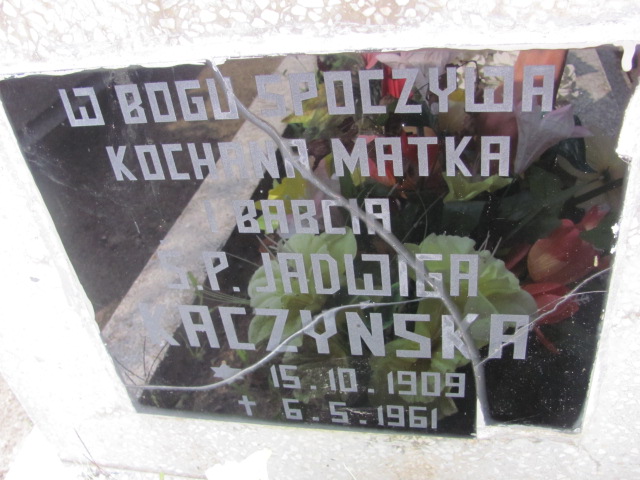 W BOGU SPOCZYWA
KOCHANA MATKA
I BABCIA
Ś.P. JADWIGA
KACZYŃSKA
* 15.10.1909
✝ 6.5.1961